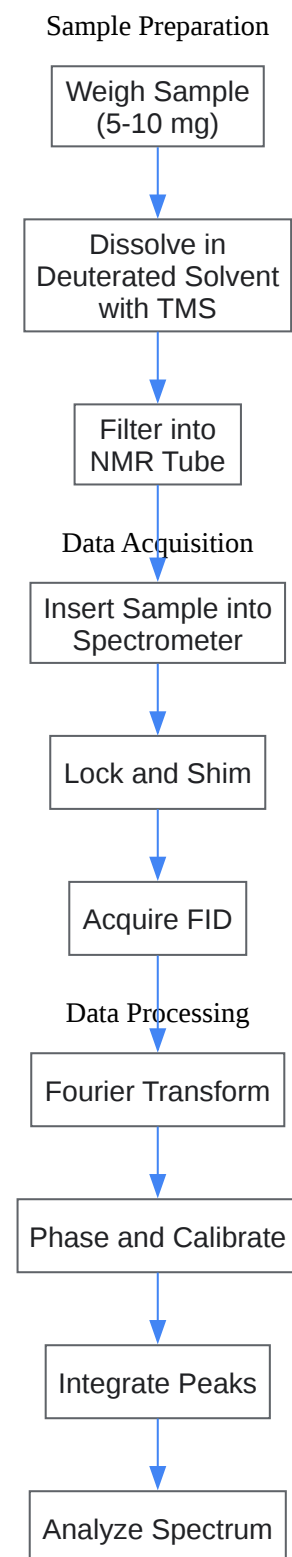 Sample Preparation
Weigh Sample
(5-10 mg)
Dissolve in
Deuterated Solvent
with TMS
Filter into
NMR Tube
Data Acquisition
Insert Sample into
Spectrometer
Lock and Shim
Acquire FID
Data Processing
Fourier Transform
Phase and Calibrate
Integrate Peaks
Analyze Spectrum